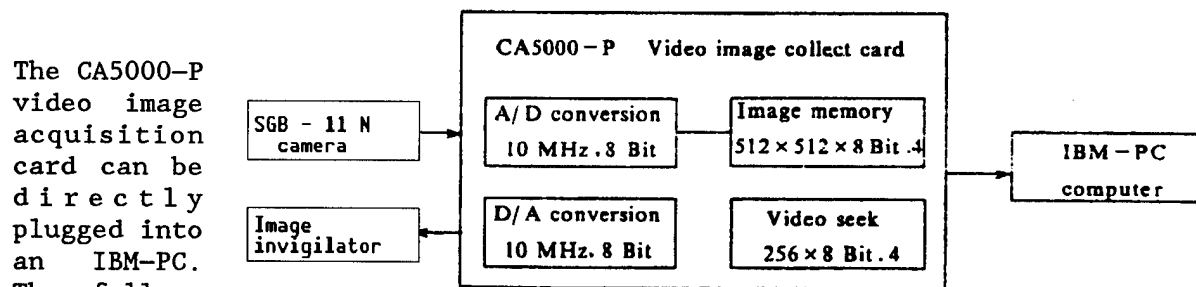 The CA5000-P
video image
acquisition
card can be
directly
plugged into
an IBM-PC.
CA5000-P Video image collect card
SGB - 11 N
camera
A/D conversion
10 MHz. 8 Bit
Image memory
512 × 512 × 8 Bit. 4
IBM-PC
computer
Image
invigilator
D/A conversion
10 MHz. 8 Bit
Video seek
256 × 8 Bit. 4